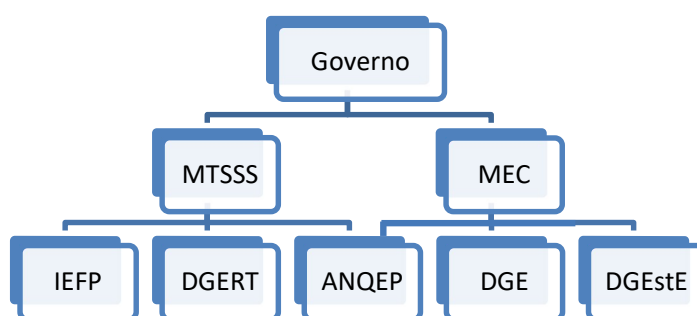 Governo
MTSSS
MEC
IEFP
DGERT
ANQEP
DGE
DGEstE